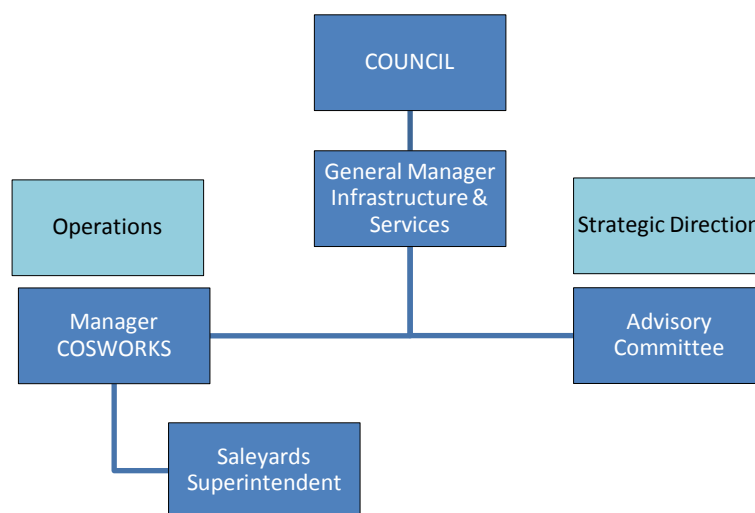 COUNCIL
General Manager
Infrastructure &
Services
Operations
Strategic Direction
Manager
COSWORKS
Advisory
Committee
Saleyards
Superintendent